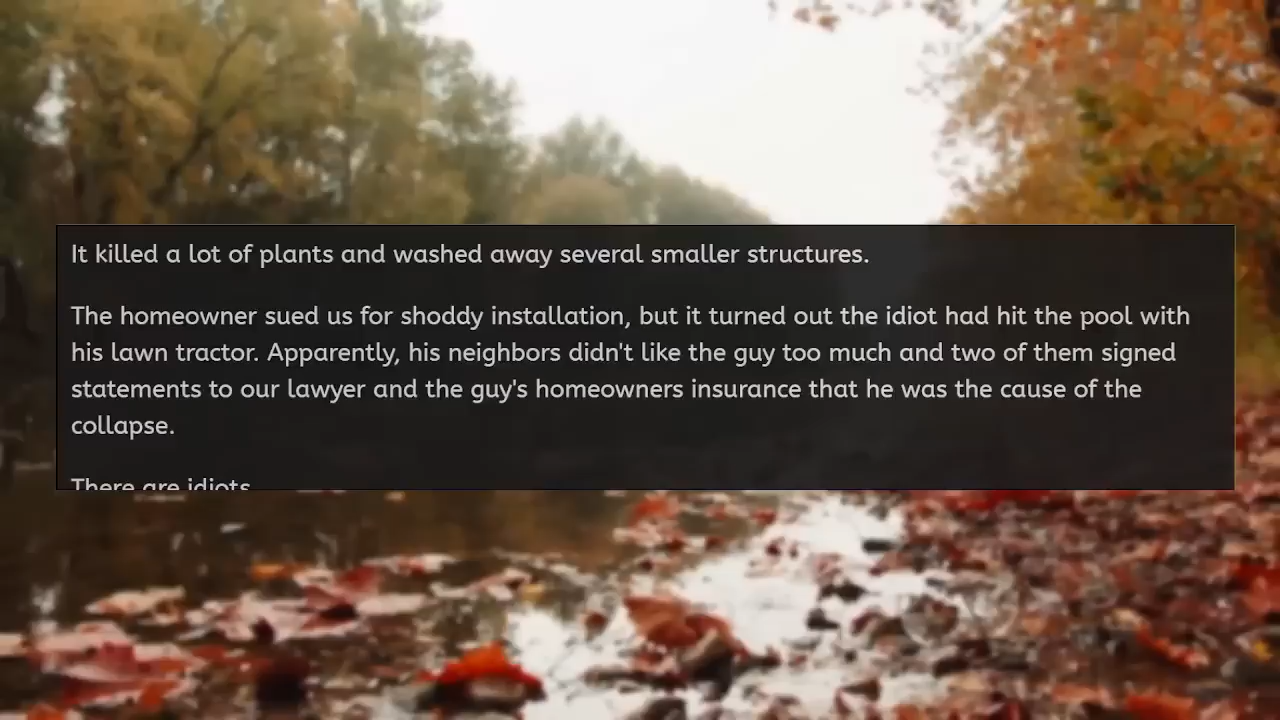 It killed a lot of plants and washed away several smaller structures.
The homeowner sued us for shoddy installation, but it turned out the idiot had hit the pool with
his lawn tractor. Apparently, his neighbors didn't like the guy too much and two of them signed
statements to our lawyer and the guy's homeowners insurance that he was the cause of the
collapse.
There are idiots